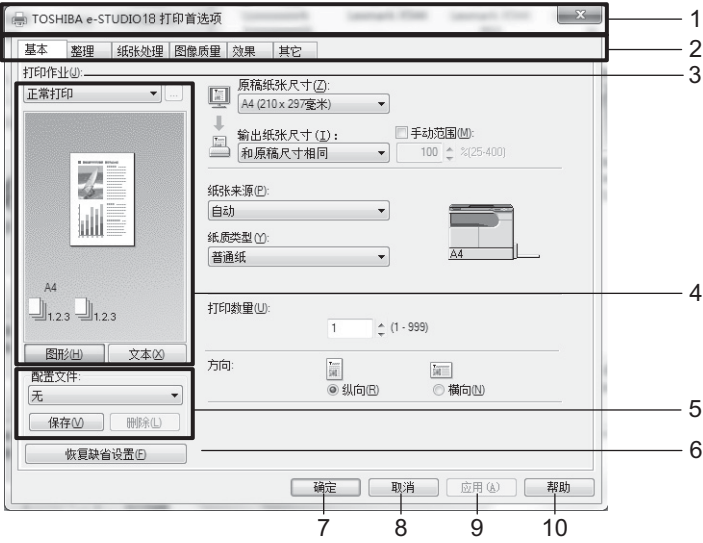 TOSHIBA e-STUDIO18 打印首选项
1
基本 整理 纸张处理 图像质量 效果 其它
2
打印作业(J):
3
正常打印 ...
原稿纸张尺寸(Z):
A4 (210 x 297毫米)
输出纸张尺寸(I):
手动范围(M):
和原稿尺寸相同
100 %(25-400)
纸张来源(P):
自动
纸质类型(Y):
普通纸
A4
A4
1.2.3 1.2.3
4
打印数量(U):
1 (1 - 999)
图形(H) 文本(X)
方向:
纵向(R) 横向(N)
配置文件:
无
5
保存(V) 删除(L)
恢复缺省设置(E)
6
确定 取消 应用(A) 帮助
7 8 9 10